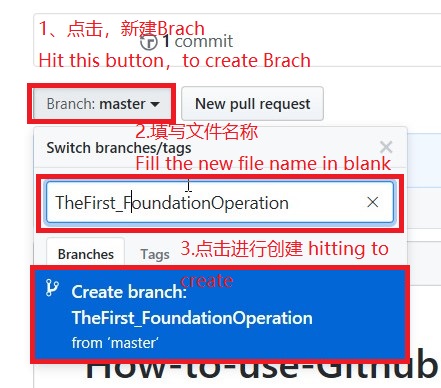 1、点击，新建Brach
1 commit
Hit this button，to create Brach
Branch: master
New pull request
2.填写文件名称
Switch branches/tags
Fill the new file name in blank
TheFirst_FoundationOperation
Branches Tags
3.点击进行创建 hitting to create
Create branch:
TheFirst_FoundationOperation
from ‘master’
How-to-use-Github